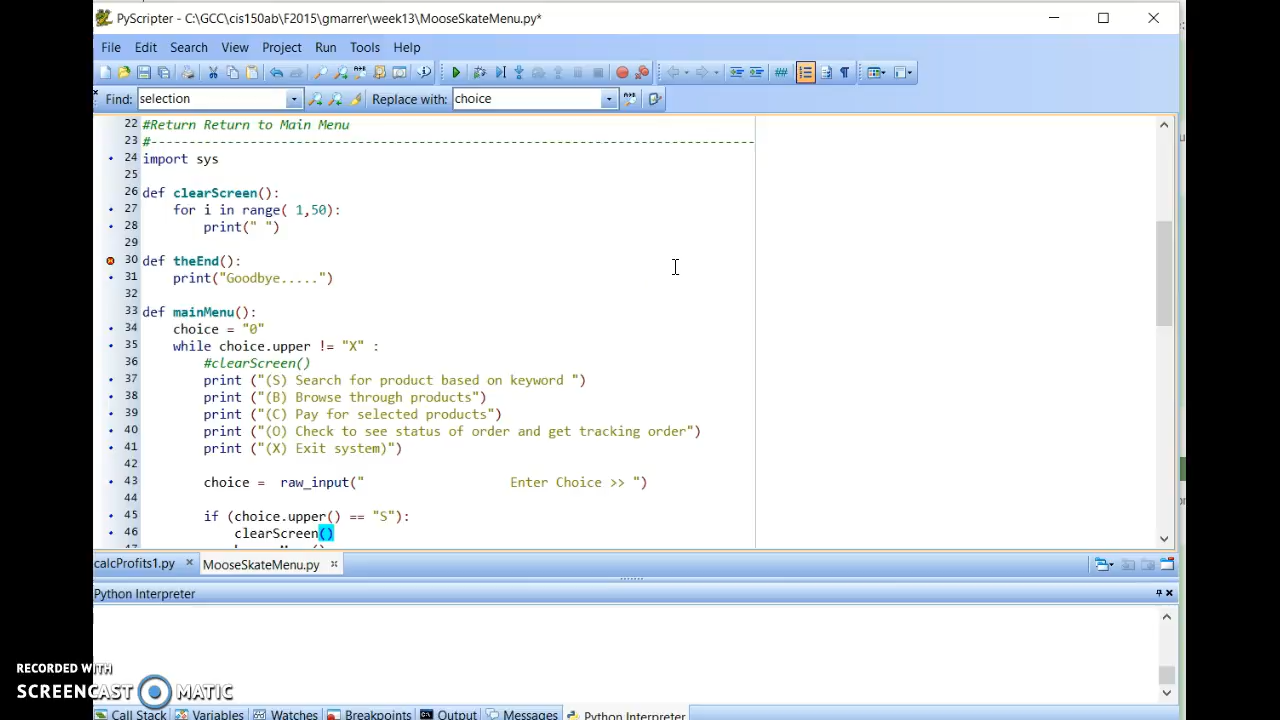 PyScripter - C:\GCC\cis150ab\F2015\gmarrer\week13\MooseSkateMenu.py*
File Edit Search View Project Run Tools Help
Find: selection Replace with: choice
22 #Return Return to Main Menu
23 #-------------------------------------------------------------------------------
24 import sys
25
26 def clearScreen():
27     for i in range( 1,50):
28         print(" ")
29
30 def theEnd():
31     print("Goodbye.....")
32
33 def mainMenu():
34     choice = "0"
35     while choice.upper != "X" :
36         #clearScreen()
37         print ("(S) Search for product based on keyword ")
38         print ("(B) Browse through products")
39         print ("(C) Pay for selected products")
40         print ("(O) Check to see status of order and get tracking order")
41         print ("(X) Exit system)")
42
43         choice =  raw_input("                   Enter Choice >> ")
44
45         if (choice.upper() == "S"):
46             clearScreen()
calcProfits1.py × MooseSkateMenu.py ×
Python Interpreter
RECORDED WITH
SCREENCAST MATIC
Call Stack Variables Watches Breakpoints Output Messages Python Interpreter